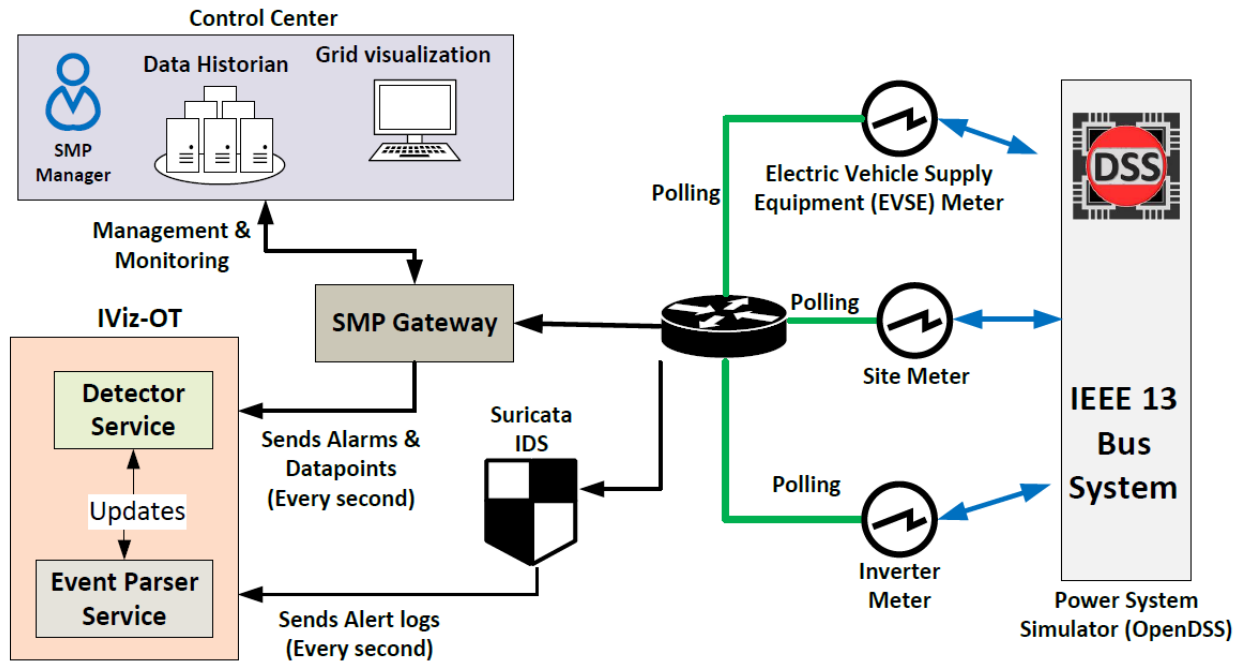 Control Center
SMP
Manager
Data Historian
Grid visualization
Management &
Monitoring
IViz-OT
Detector
Service
Updates
Event Parser
Service
SMP Gateway
Sends Alarms &
Datapoints
(Every second)
Suricata
IDS
Sends Alert logs
(Every second)
Polling
Electric Vehicle Supply
Equipment (EVSE) Meter
Polling
Site Meter
Polling
Inverter
Meter
DSS
IEEE 13
Bus
System
Power System
Simulator (OpenDSS)